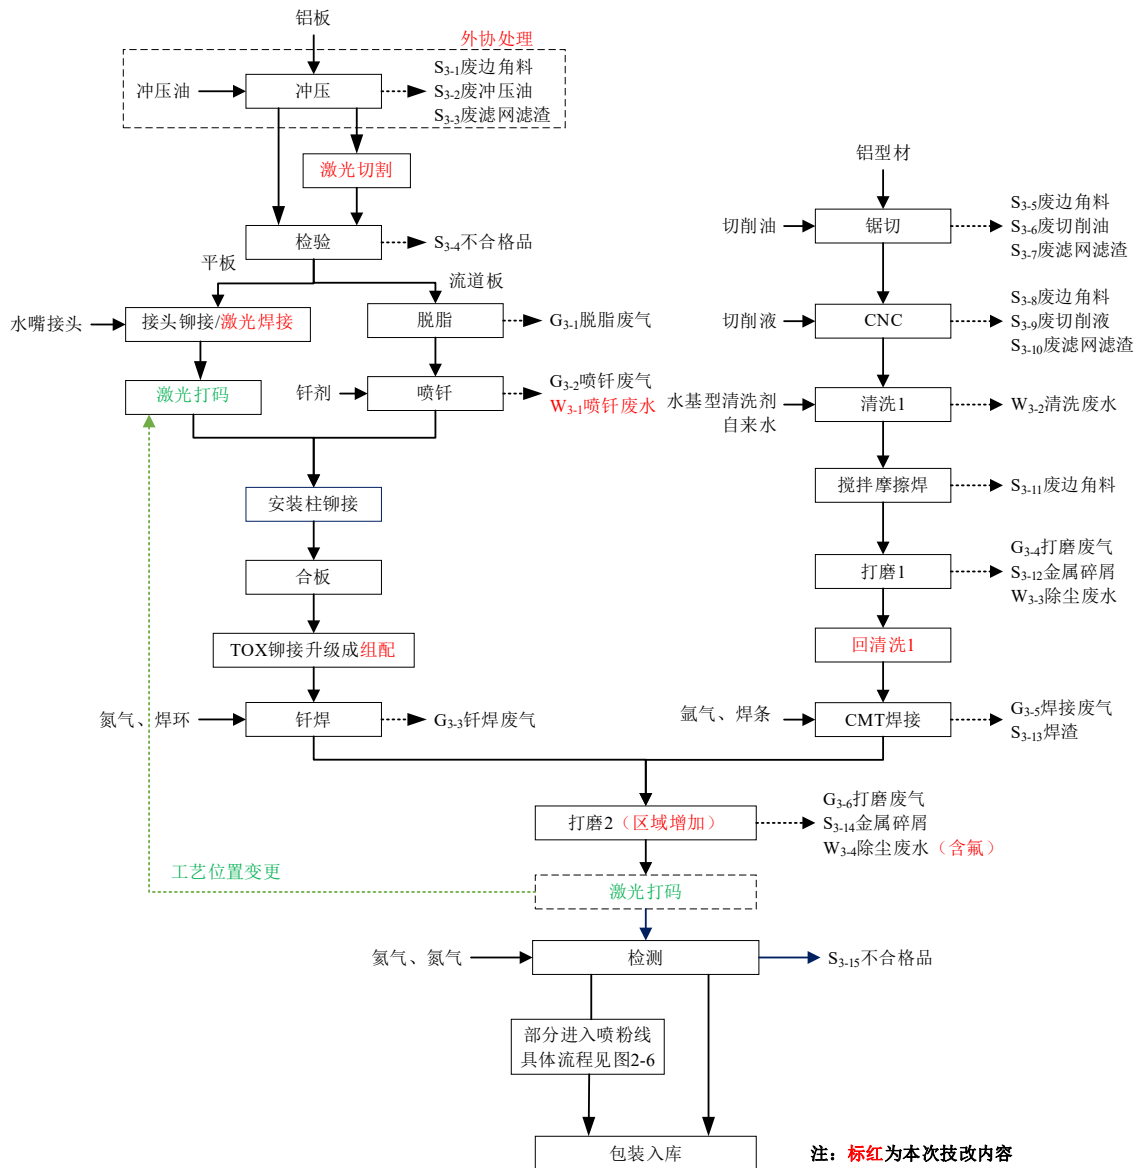 铝板
外协处理
冲压油
冲压
S3-1废边角料
S3-2废冲压油
S3-3废滤网滤渣
激光切割
检验
S3-4不合格品
平板
流道板
水嘴接头
接头铆接/激光焊接
脱脂
G3-1脱脂废气
激光打码
钎剂
喷钎
G3-2喷钎废气
W3-1喷钎废水
安装柱铆接
合板
TOX铆接升级成组配
氮气、焊环
钎焊
G3-3钎焊废气
铝型材
切削油
锯切
S3-5废边角料
S3-6废切削油
S3-7废滤网滤渣
切削液
CNC
S3-8废边角料
S3-9废切削液
S3-10废滤网滤渣
水基型清洗剂
自来水
清洗1
W3-2清洗废水
搅拌摩擦焊
S3-11废边角料
打磨1
G3-4打磨废气
S3-12金属碎屑
W3-3除尘废水
回清洗1
氩气、焊条
CMT焊接
G3-5焊接废气
S3-13焊渣
打磨2（区域增加）
G3-6打磨废气
S3-14金属碎屑
W3-4除尘废水（含氟）
工艺位置变更
激光打码
氦气、氮气
检测
S3-15不合格品
部分进入喷粉线
具体流程见图2-6
包装入库
注：标红为本次技改内容